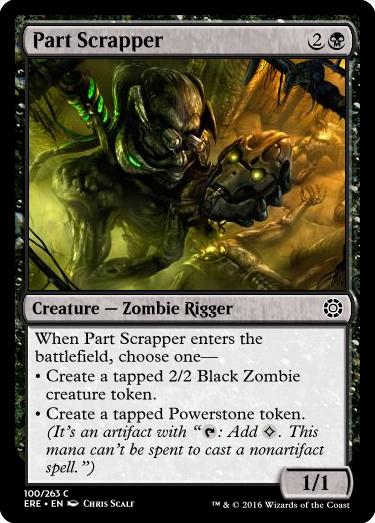 Part Scrapper 2
Creature — Zombie Rigger
When Part Scrapper enters the
battlefield, choose one—
• Create a tapped 2/2 Black Zombie
creature token.
• Create a tapped Powerstone token.
(It's an artifact with “: Add . This
mana can't be spent to cast a nonartifact
spell.”)
1/1
100/263 C
ERE • EN Chris Scalf ™ & © 2016 Wizards of the Coast